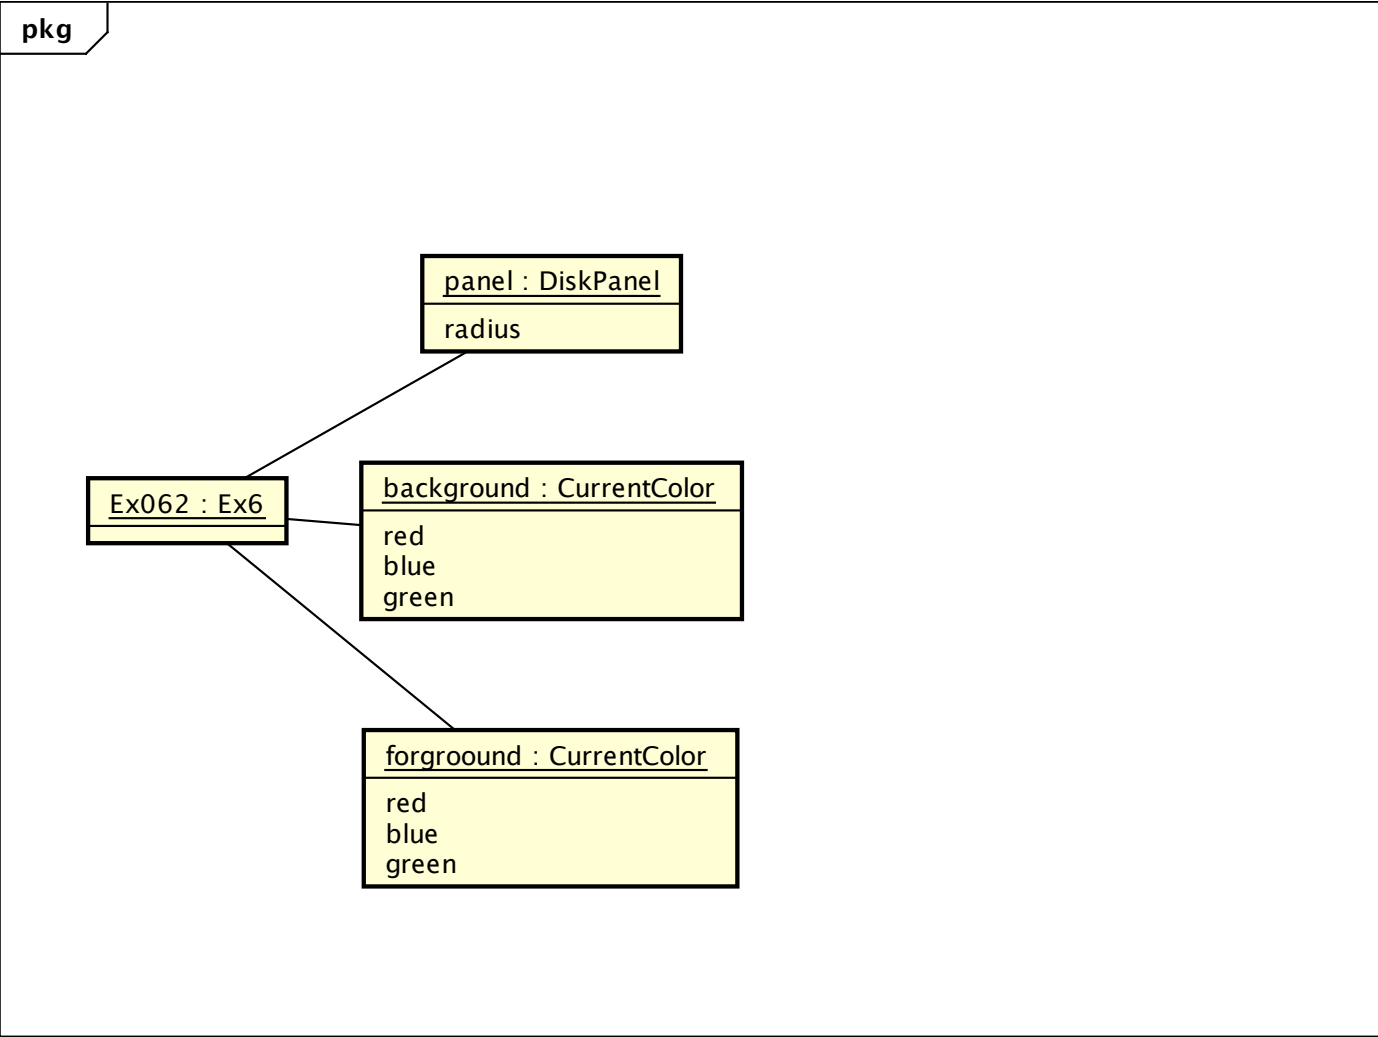 pkg
panel : DiskPanel
radius
Ex062 : Ex6
background : CurrentColor
red
blue
green
forgroound : CurrentColor
red
blue
green